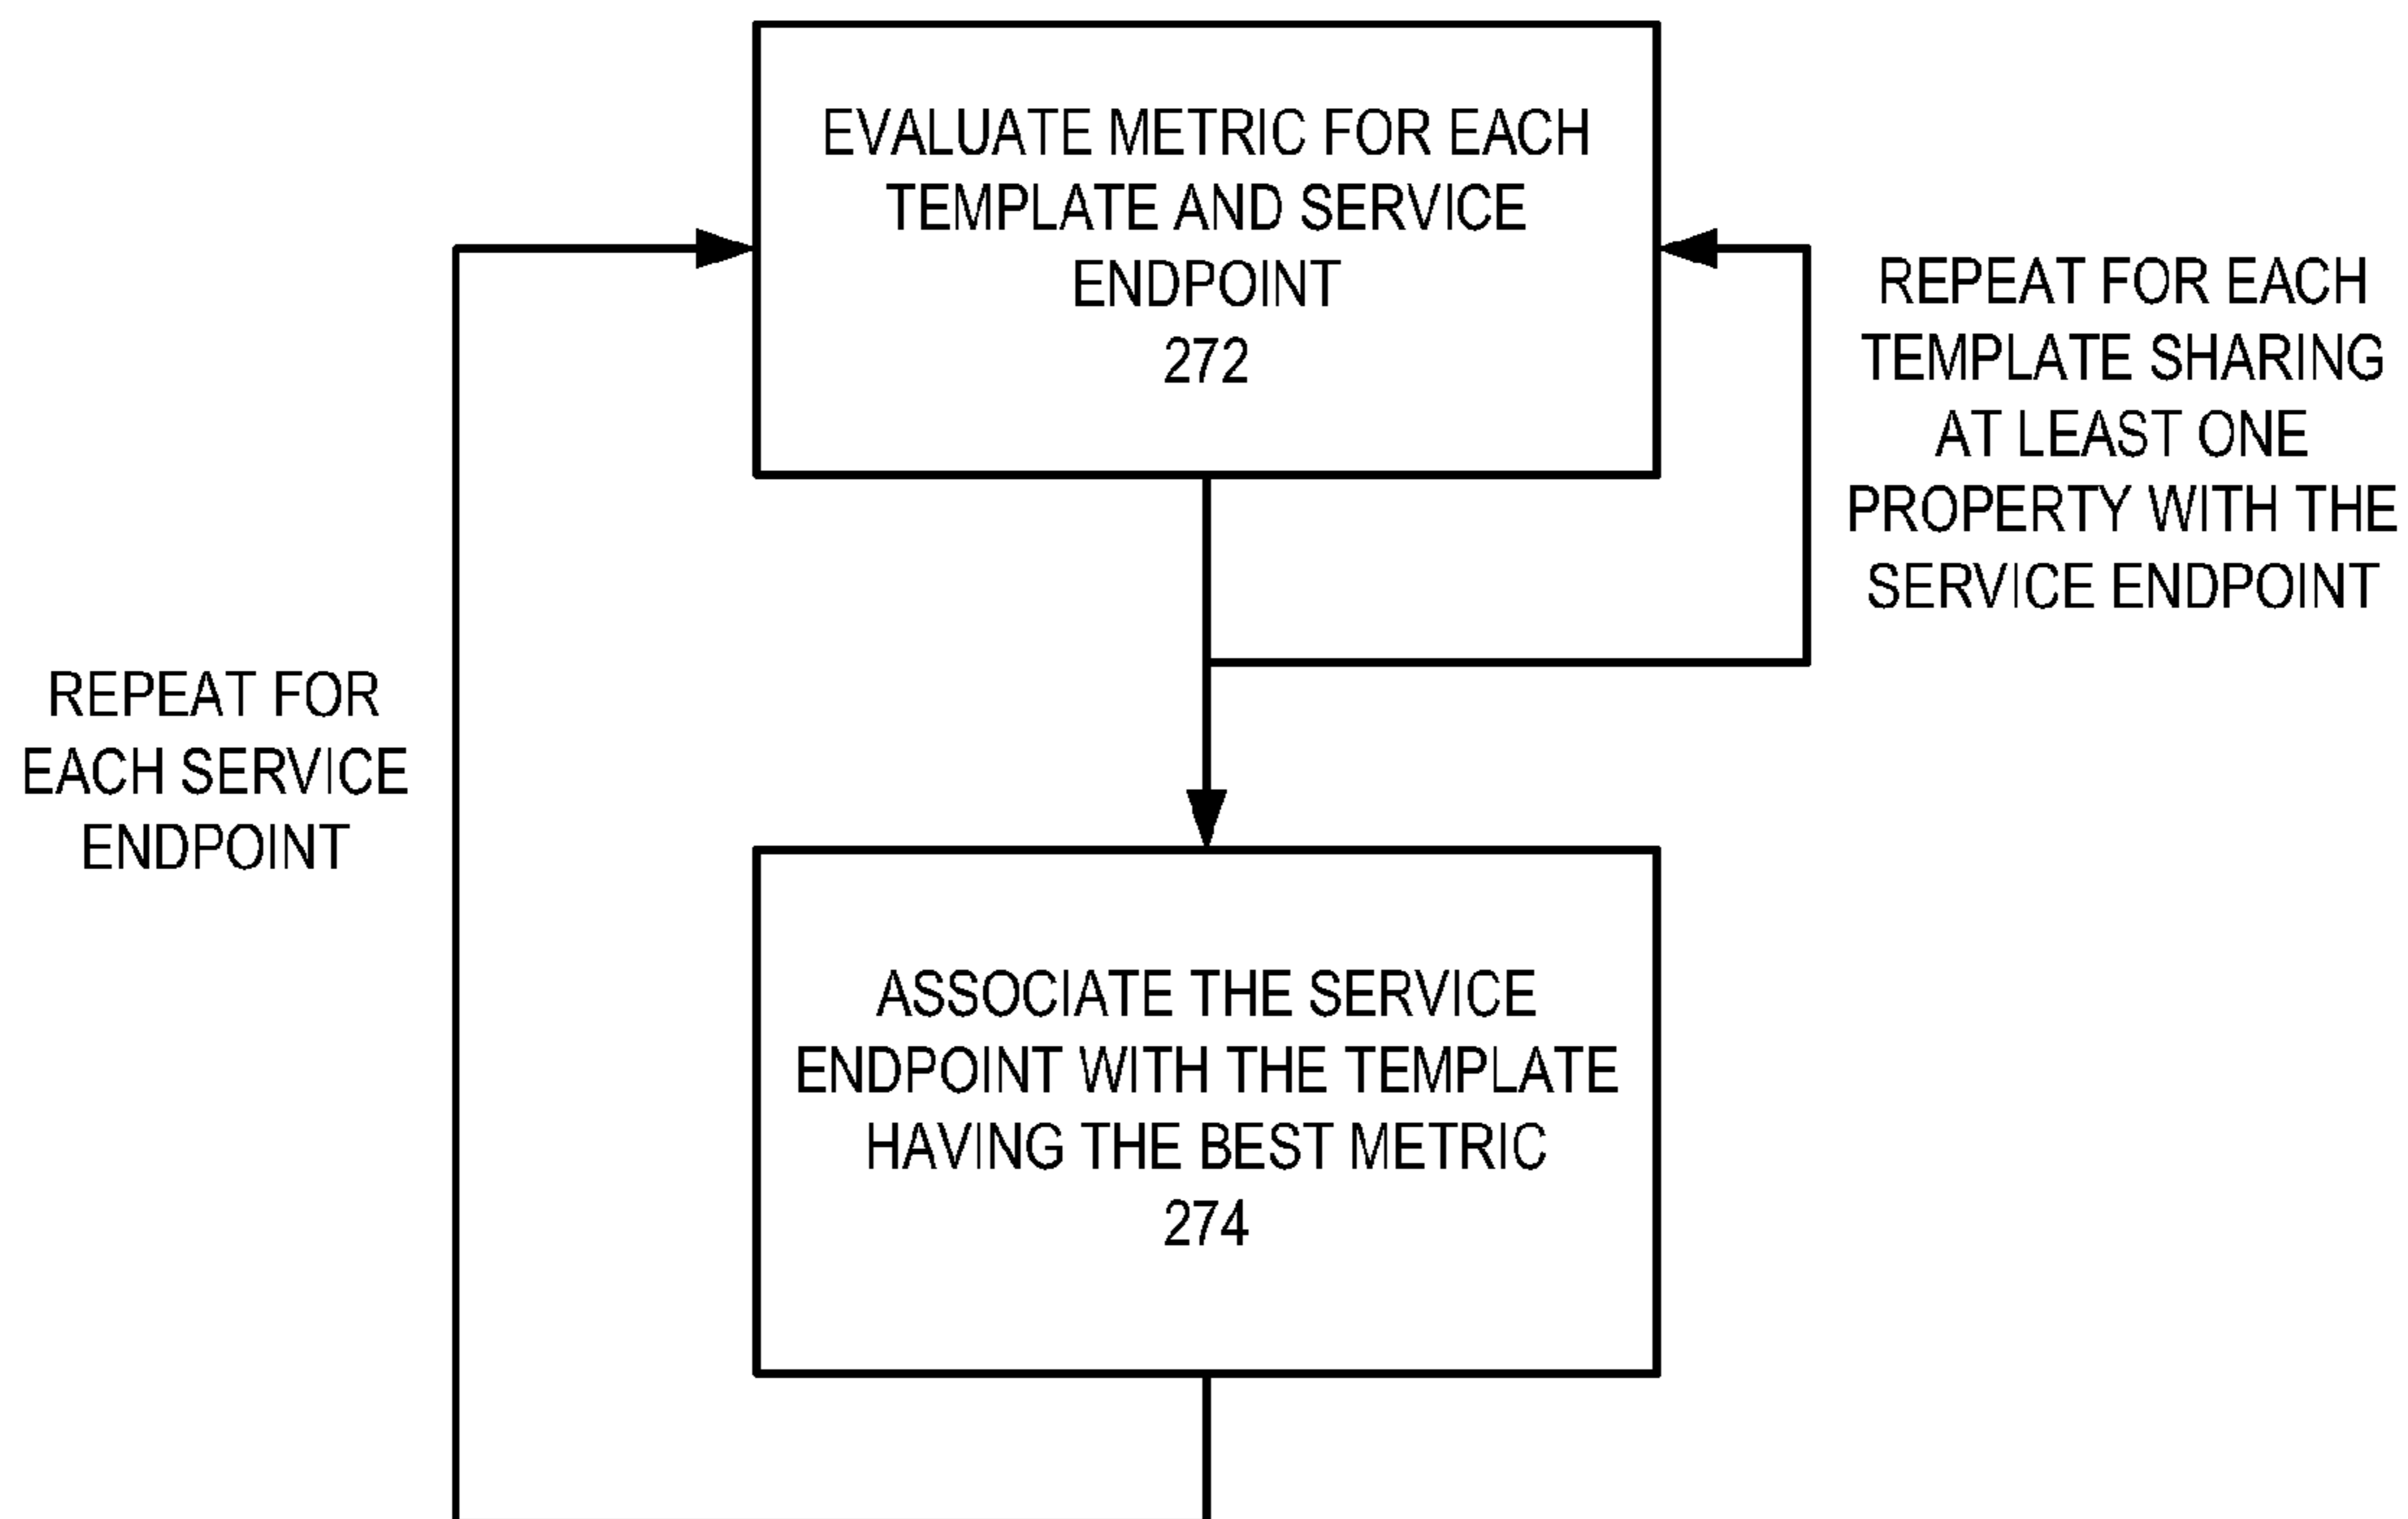 EVALUATE METRIC FOR EACH
TEMPLATE AND SERVICE
ENDPOINT
272
REPEAT FOR EACH
TEMPLATE SHARING
AT LEAST ONE
PROPERTY WITH THE
SERVICE ENDPOINT
REPEAT FOR
EACH SERVICE
ENDPOINT
ASSOCIATE THE SERVICE
ENDPOINT WITH THE TEMPLATE
HAVING THE BEST METRIC
274